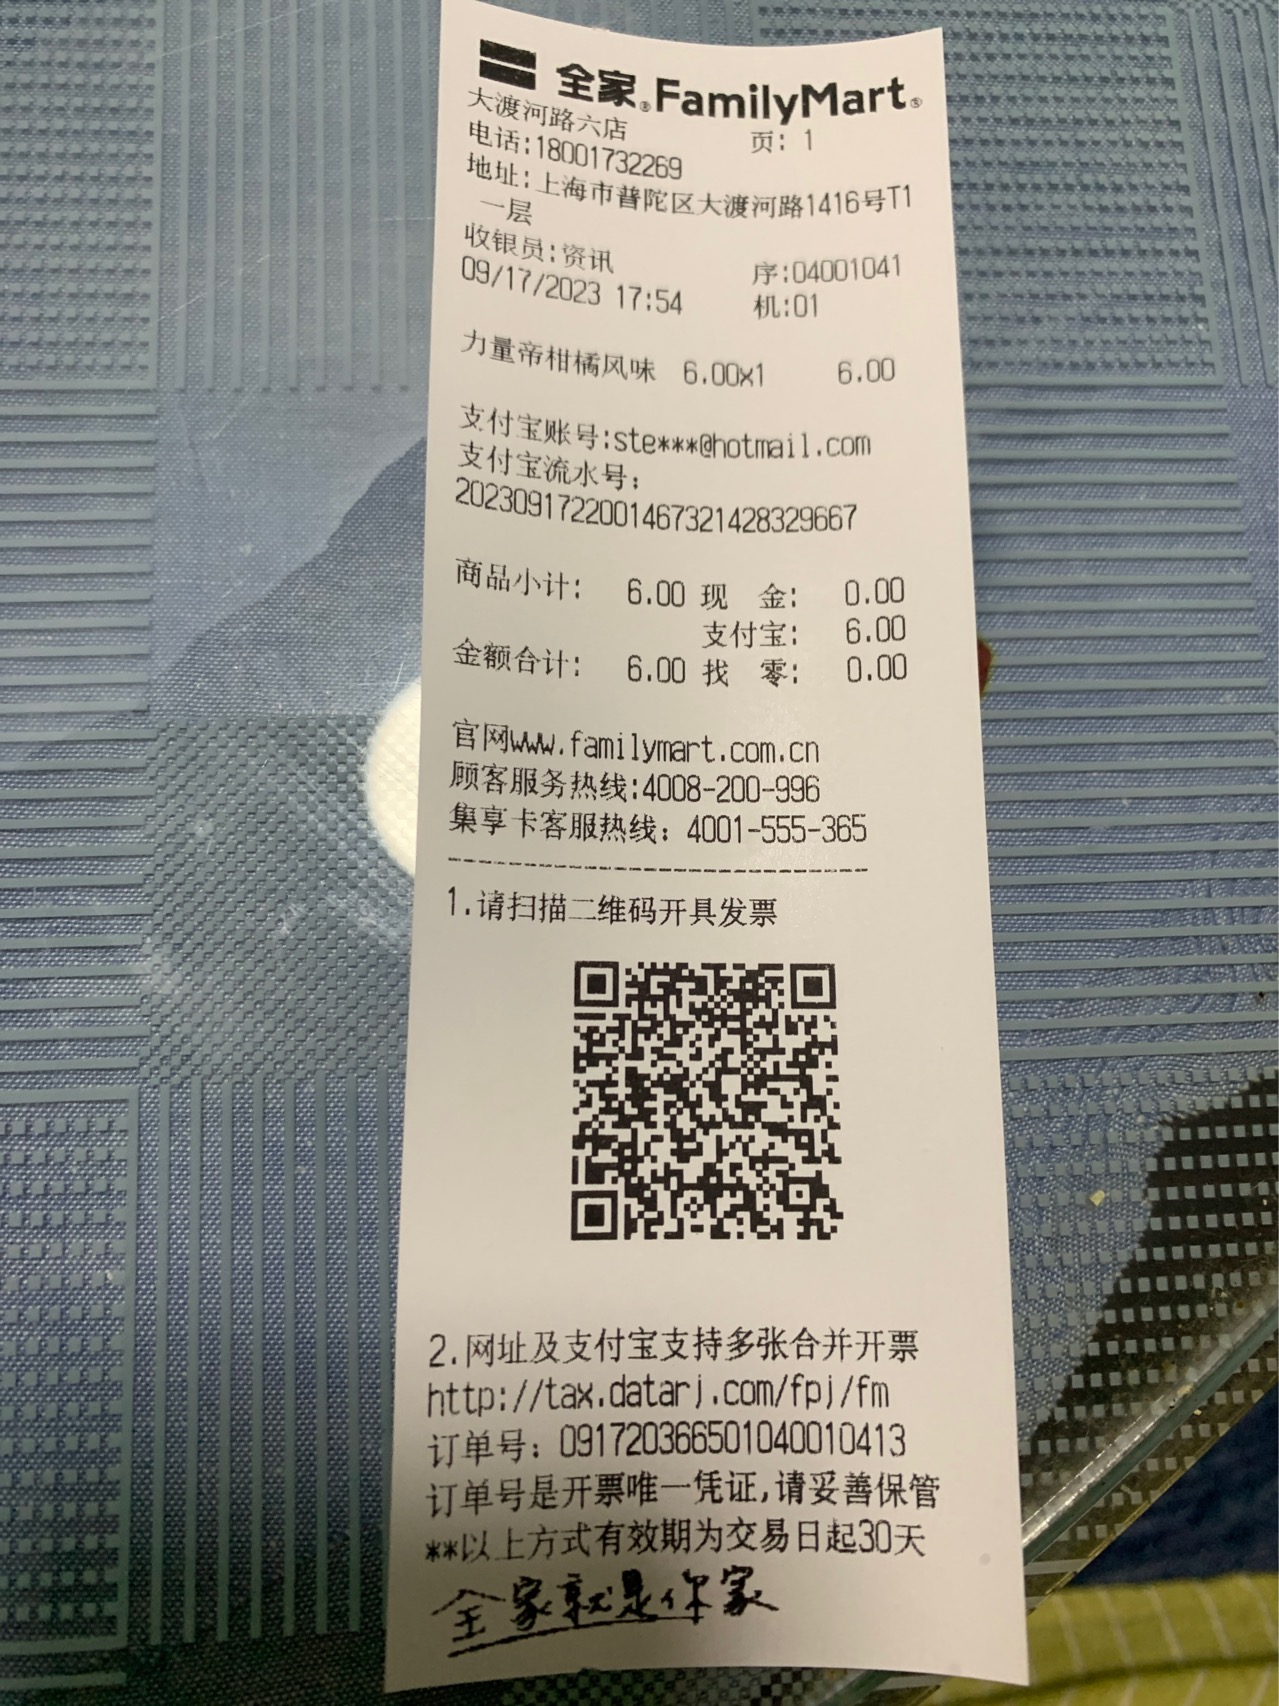 全家®FamilyMart®
大渡河路六店 页: 1
电话:18001732269
地址:上海市普陀区大渡河路1416号T1
一层
收银员:资讯 序:04001041
09/17/2023 17:54 机:01
力量帝柑橘风味 6.00x1 6.00
支付宝账号:ste***@hotmail.com
支付宝流水号:
2023091722001467321428329667
商品小计: 6.00 现 金: 0.00
支付宝: 6.00
金额合计: 6.00 找 零: 0.00
官网www.familymart.com.cn
顾客服务热线:4008-200-996
集享卡客服热线: 4001-555-365
1.请扫描二维码开具发票
2.网址及支付宝支持多张合并开票
http://tax.datarj.com/fpj/fm
订单号: 091720366501040010413
订单号是开票唯一凭证,请妥善保管
**以上方式有效期为交易日起30天
全家就是你家